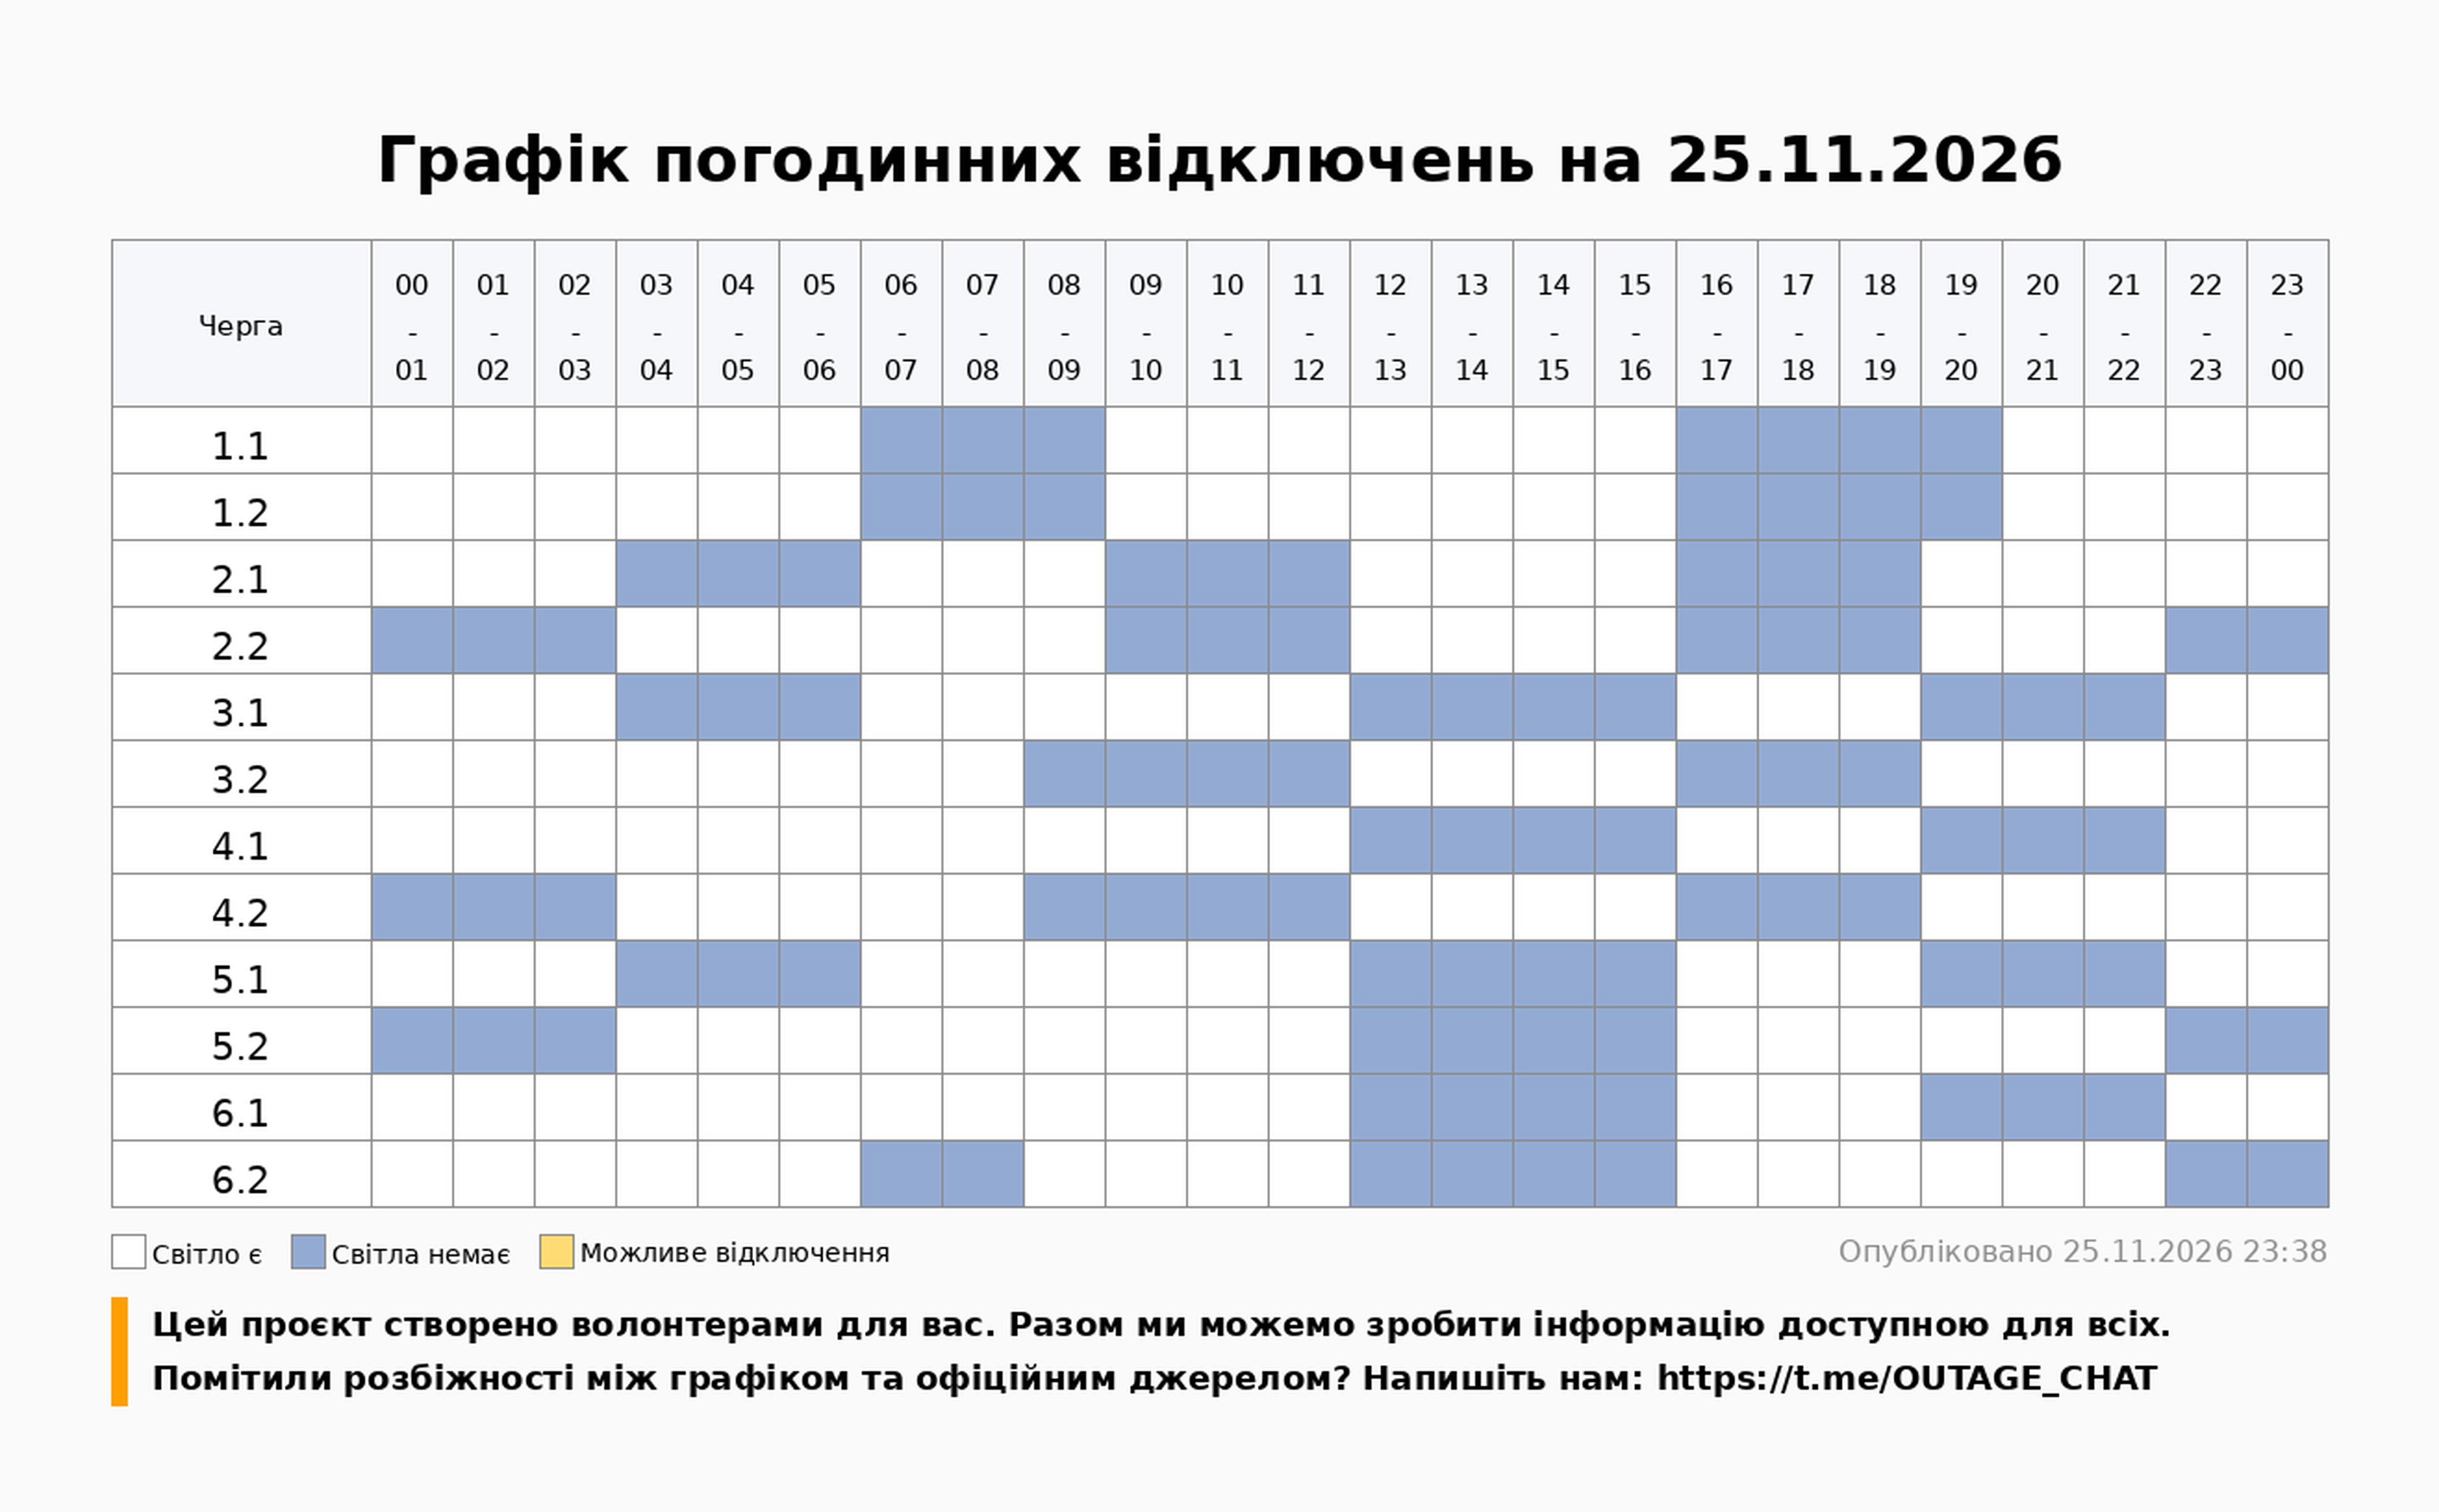 Графік погодинних відключень на 25.11.2026
Черга
00 - 01
01 - 02
02 - 03
03 - 04
04 - 05
05 - 06
06 - 07
07 - 08
08 - 09
09 - 10
10 - 11
11 - 12
12 - 13
13 - 14
14 - 15
15 - 16
16 - 17
17 - 18
18 - 19
19 - 20
20 - 21
21 - 22
22 - 23
23 - 00
1.1
1.2
2.1
2.2
3.1
3.2
4.1
4.2
5.1
5.2
6.1
6.2
Світло є
Світла немає
Можливе відключення
Опубліковано 25.11.2026 23:38
Цей проєкт створено волонтерами для вас. Разом ми можемо зробити інформацію доступною для всіх.
Помітили розбіжності між графіком та офіційним джерелом? Напишіть нам: https://t.me/OUTAGE_CHAT